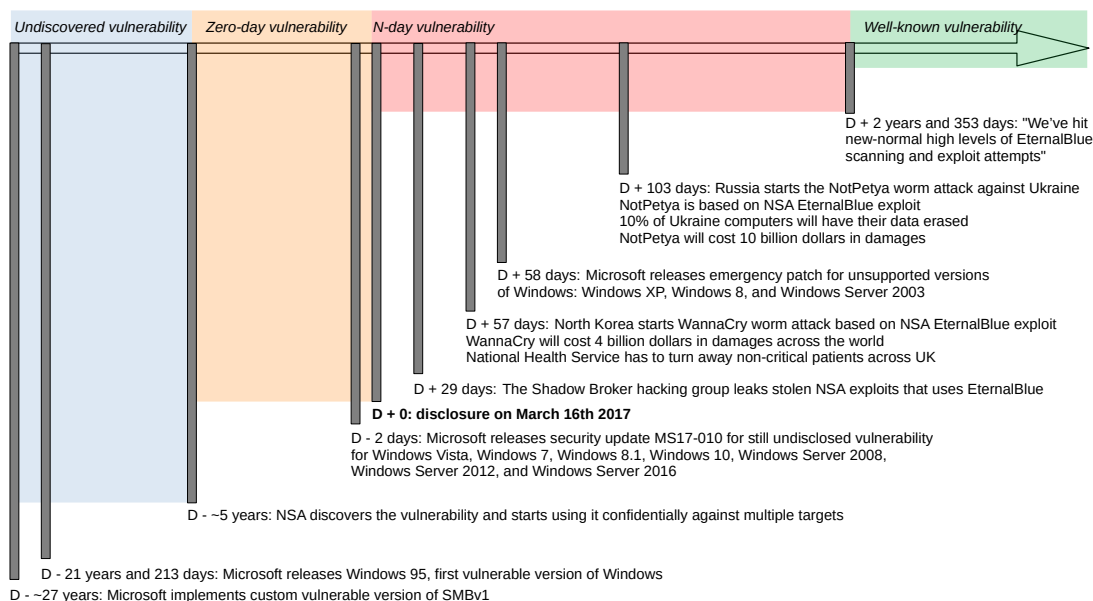 Undiscovered vulnerability
Zero-day vulnerability
N-day vulnerability
Well-known vulnerability
D + 2 years and 353 days: "We've hit
new-normal high levels of EternalBlue
scanning and exploit attempts"
D + 103 days: Russia starts the NotPetya worm attack against Ukraine
NotPetya is based on NSA EternalBlue exploit
10% of Ukraine computers will have their data erased
NotPetya will cost 10 billion dollars in damages
D + 58 days: Microsoft releases emergency patch for unsupported versions
of Windows: Windows XP, Windows 8, and Windows Server 2003
D + 57 days: North Korea starts WannaCry worm attack based on NSA EternalBlue exploit
WannaCry will cost 4 billion dollars in damages across the world
National Health Service has to turn away non-critical patients across UK
D + 29 days: The Shadow Broker hacking group leaks stolen NSA exploits that uses EternalBlue
D + 0: disclosure on March 16th 2017
D - 2 days: Microsoft releases security update MS17-010 for still undisclosed vulnerability
for Windows Vista, Windows 7, Windows 8.1, Windows 10, Windows Server 2008,
Windows Server 2012, and Windows Server 2016
D - ~5 years: NSA discovers the vulnerability and starts using it confidentially against multiple targets
D - 21 years and 213 days: Microsoft releases Windows 95, first vulnerable version of Windows
D - ~27 years: Microsoft implements custom vulnerable version of SMBv1